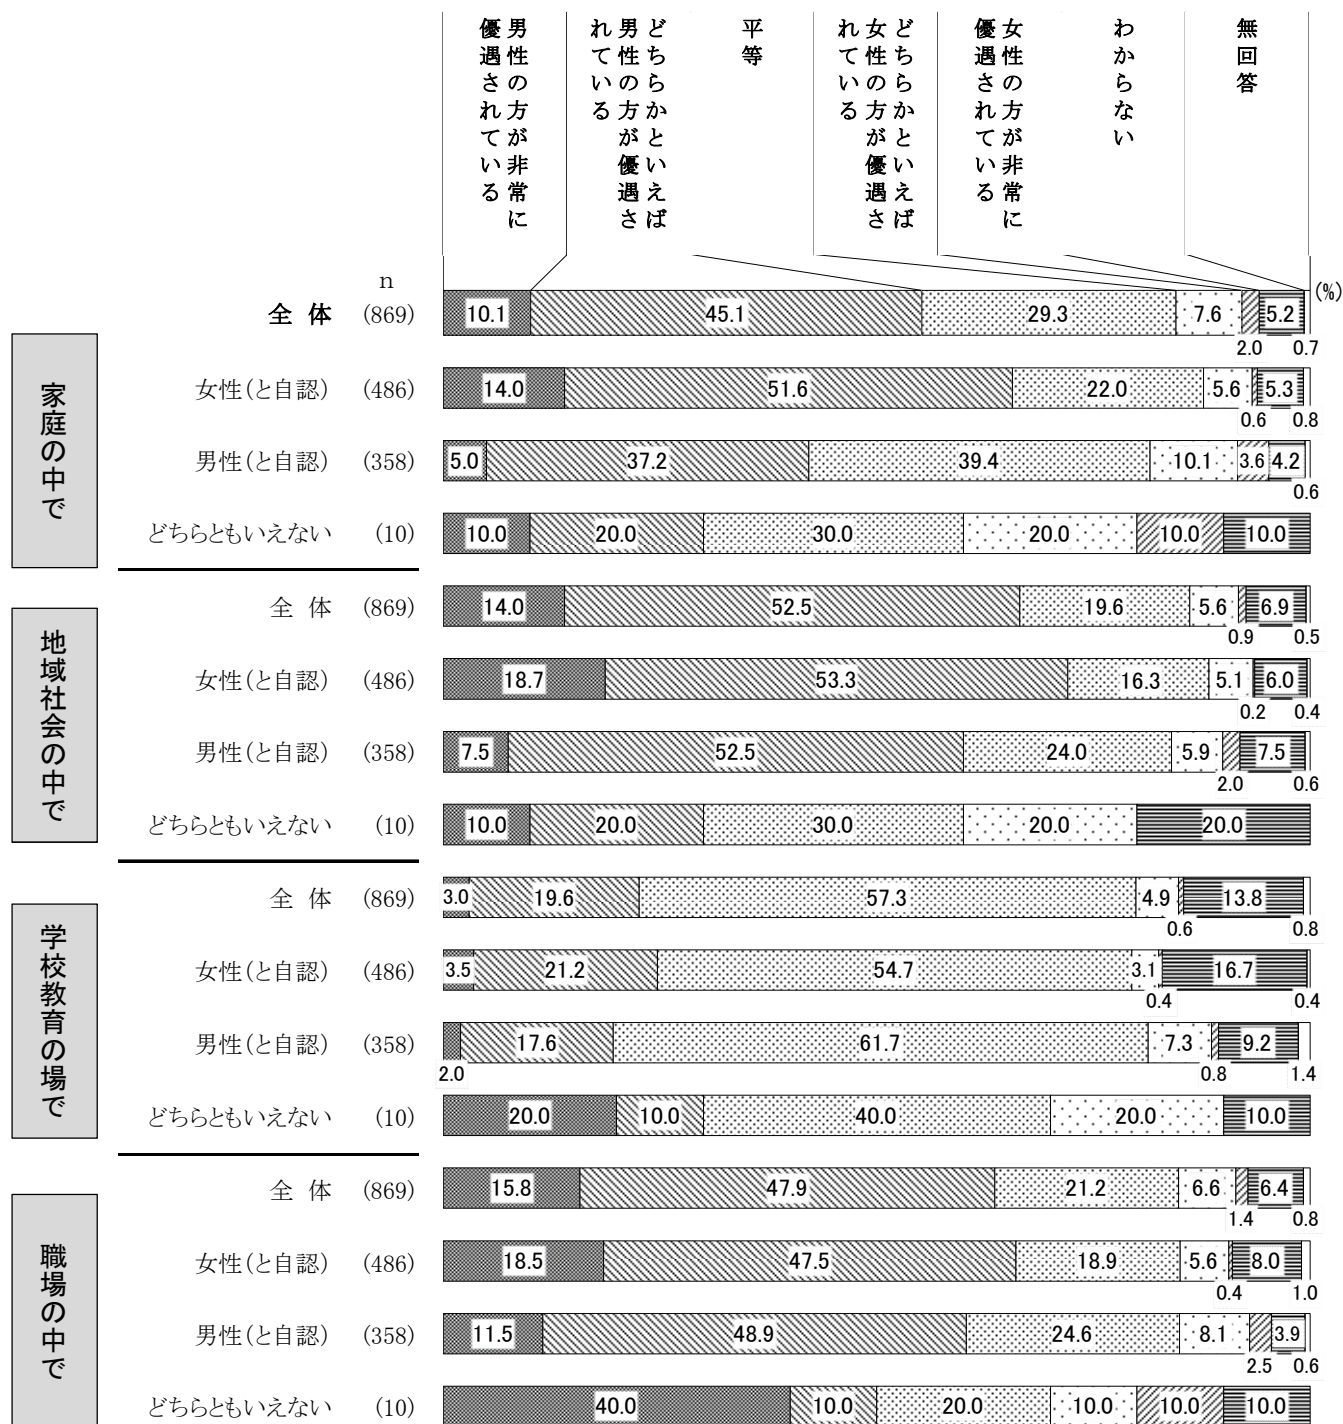 男性の方が非常に
優遇されている
どちらかといえば
男性の方が優遇さ
れている
平等
どちらかといえば
女性の方が優遇さ
れている
女性の方が非常に
優遇されている
わからない
無回答
n
(%)
家庭の中で
全 体 (869) 10.1 45.1 29.3 7.6 2.0 5.2 0.7
女性(と自認) (486) 14.0 51.6 22.0 5.6 0.6 5.3 0.8
男性(と自認) (358) 5.0 37.2 39.4 10.1 3.6 4.2 0.6
どちらともいえない (10) 10.0 20.0 30.0 20.0 10.0 10.0
地域社会の中で
全 体 (869) 14.0 52.5 19.6 5.6 0.9 6.9 0.5
女性(と自認) (486) 18.7 53.3 16.3 5.1 0.2 6.0 0.4
男性(と自認) (358) 7.5 52.5 24.0 5.9 2.0 7.5 0.6
どちらともいえない (10) 10.0 20.0 30.0 20.0 20.0
学校教育の場で
全 体 (869) 3.0 19.6 57.3 4.9 0.6 13.8 0.8
女性(と自認) (486) 3.5 21.2 54.7 3.1 0.4 16.7 0.4
男性(と自認) (358) 2.0 17.6 61.7 7.3 0.8 9.2 1.4
どちらともいえない (10) 20.0 10.0 40.0 20.0 10.0
職場の中で
全 体 (869) 15.8 47.9 21.2 6.6 1.4 6.4 0.8
女性(と自認) (486) 18.5 47.5 18.9 5.6 0.4 8.0 1.0
男性(と自認) (358) 11.5 48.9 24.6 8.1 2.5 3.9 0.6
どちらともいえない (10) 40.0 10.0 20.0 10.0 10.0 10.0